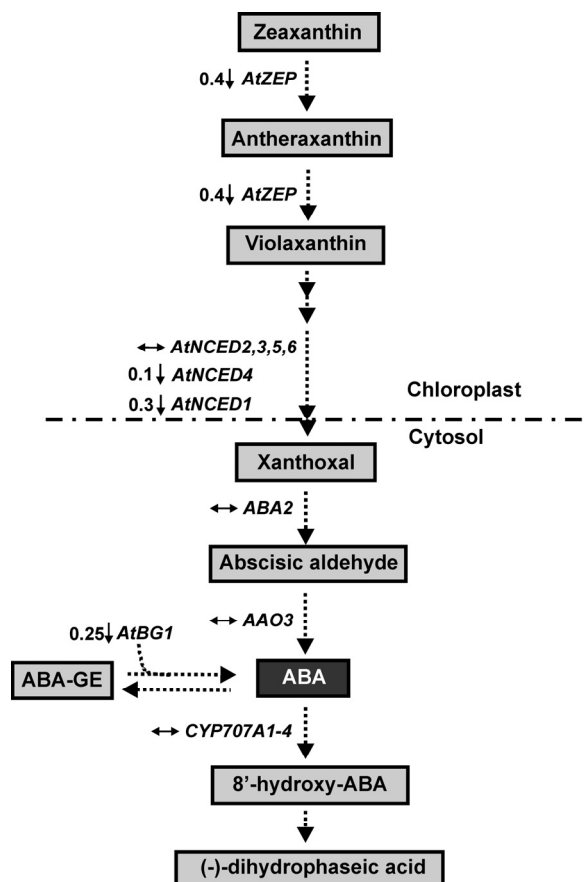 Zeaxanthin
0.4↓ AtZEP
Antheraxanthin
0.4↓ AtZEP
Violaxanthin
↔ AtNCED2,3,5,6
0.1↓ AtNCED4
Chloroplast
0.3↓ AtNCED1
Cytosol
Xanthoxal
↔ ABA2
Abscisic aldehyde
↔ AAO3
0.25↓ AtBG1
ABA-GE
ABA
↔ CYP707A1-4
8’-hydroxy-ABA
(-)-dihydrophaseic acid